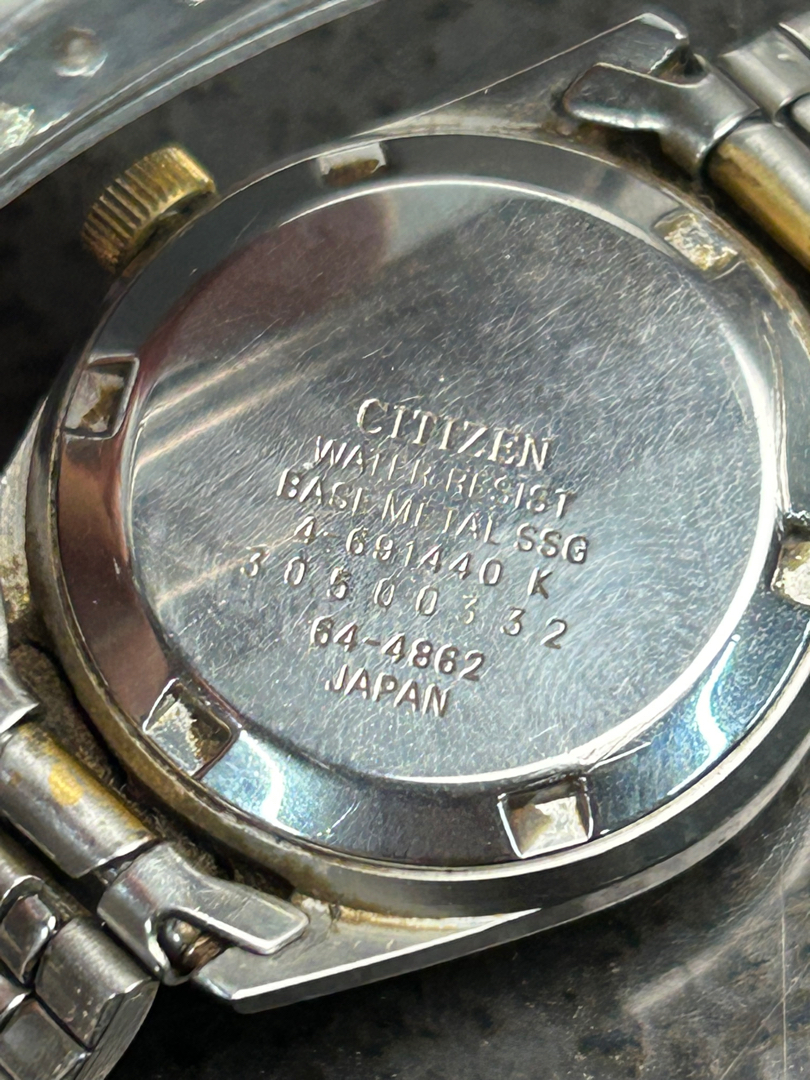 CITIZEN
WATER RESIST
BASE METAL SSG
4-691440 K
30500332
64-4862
JAPAN